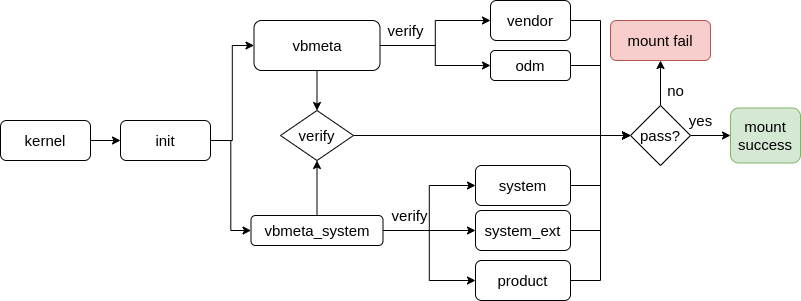 kernel
init
vbmeta
verify
vendor
odm
mount fail
no
verify
pass?
yes
mount
success
vbmeta_system
verify
system
system_ext
product